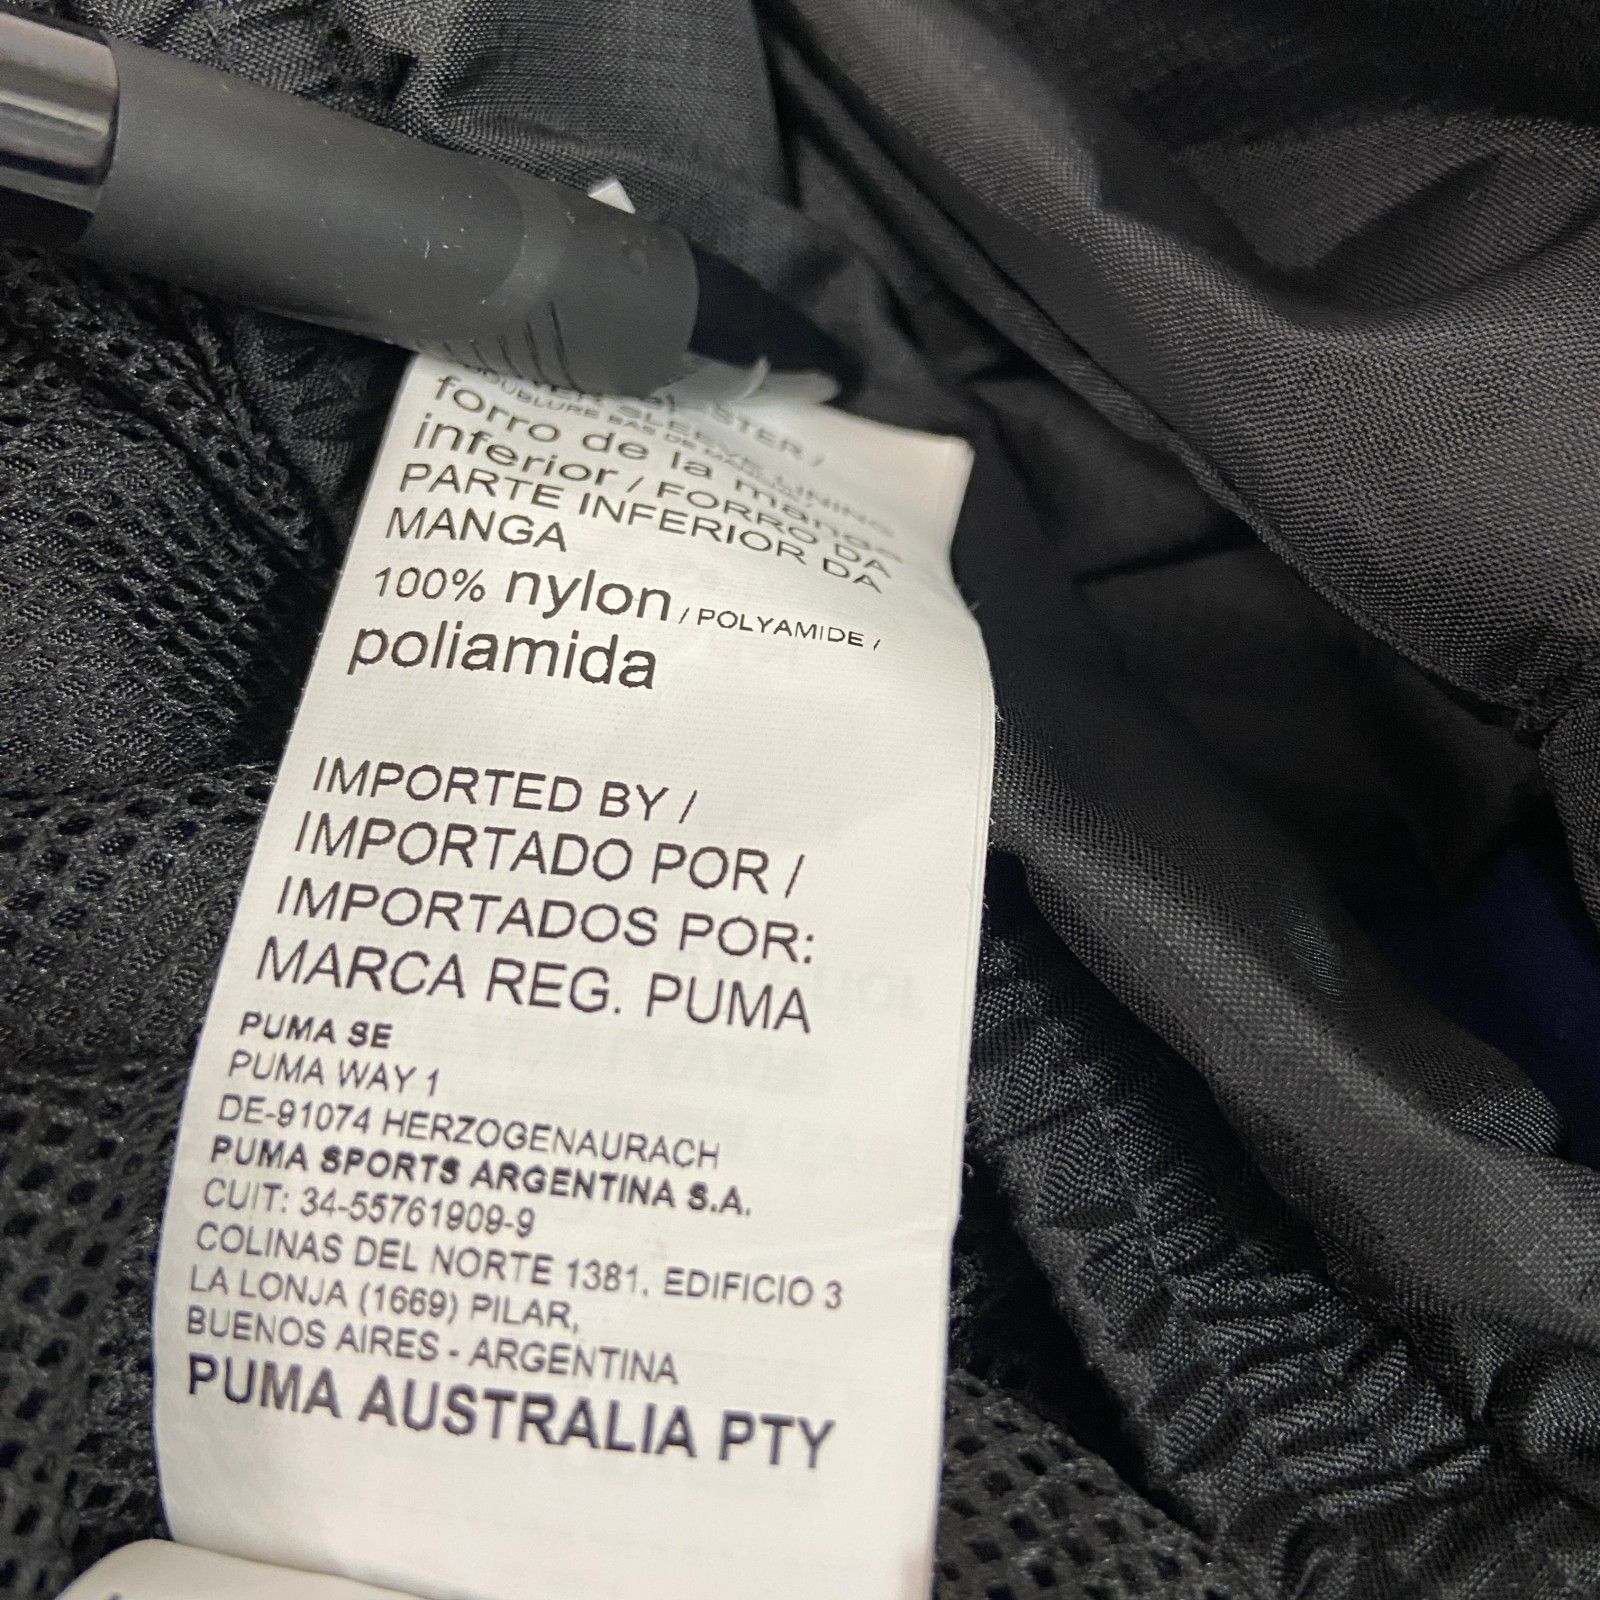 forro de la manga
inferior / FORRO DA
PARTE INFERIOR DA
MANGA
100% nylon / POLYAMIDE /
poliamida
IMPORTED BY /
IMPORTADO POR /
IMPORTADOS POR:
MARCA REG. PUMA
PUMA SE
PUMA WAY 1
DE-91074 HERZOGENAURACH
PUMA SPORTS ARGENTINA S.A.
CUIT: 34-55761909-9
COLINAS DEL NORTE 1381, EDIFICIO 3
LA LONJA (1669) PILAR,
BUENOS AIRES - ARGENTINA
PUMA AUSTRALIA PTY